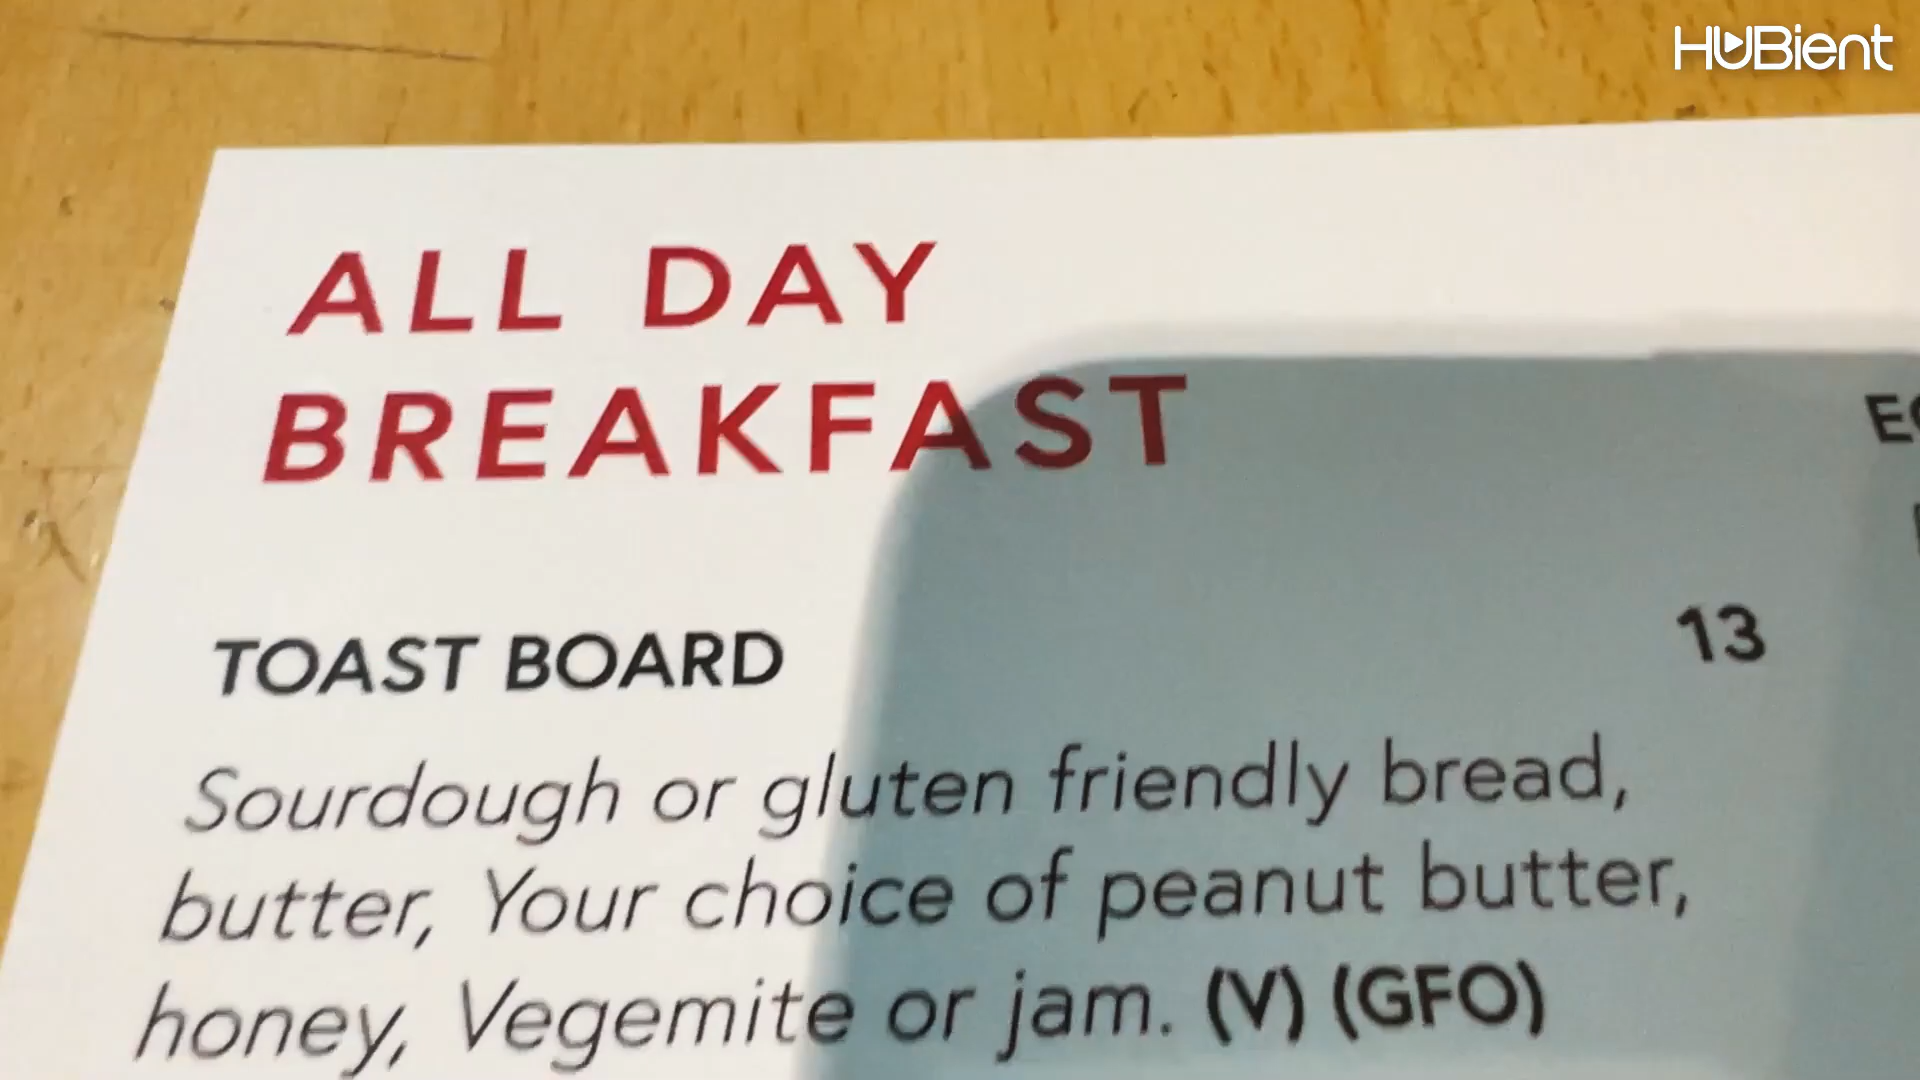 HUBient
ALL DAY
BREAKFAST
TOAST BOARD 13
Sourdough or gluten friendly bread,
butter, Your choice of peanut butter,
honey, Vegemite or jam. (V) (GFO)